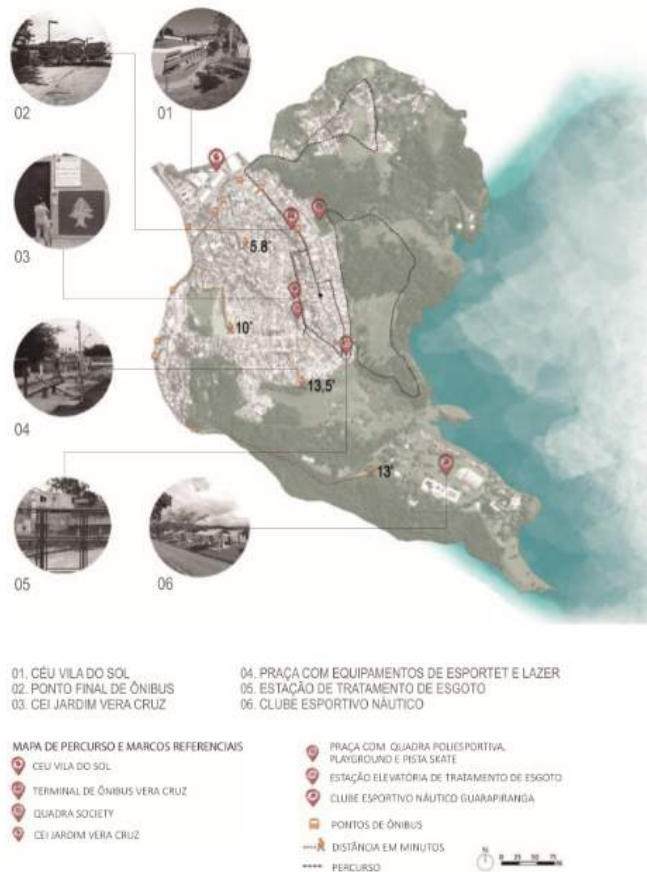 02
01
5.8'
03
10'
13,5'
04
13'
05
06
01. CÉU VILA DO SOL
02. PONTO FINAL DE ÔNIBUS
03. CEI JARDIM VERA CRUZ
04. PRAÇA COM EQUIPAMENTOS DE ESPORTET E LAZER
05. ESTAÇÃO DE TRATAMENTO DE ESGOTO
06. CLUBE ESPORTIVO NÁUTICO
MAPA DE PERCURSO E MARCOS REFERENCIAIS
CEU VILA DO SOL
TERMINAL DE ÔNIBUS VERA CRUZ
QUADRA SOCIETY
CEI JARDIM VERA CRUZ
PRAÇA COM QUADRA POLIESPORTIVA,
PLAYGROUND E PISTA SKATE
ESTAÇÃO ELEVATÓRIA DE TRATAMENTO DE ESGOTO
CLUBE ESPORTIVO NÁUTICO GUARAPIRANGA
PONTOS DE ÔNIBUS
DISTÂNCIA EM MINUTOS
PERCURSO
N
0 25 50 75